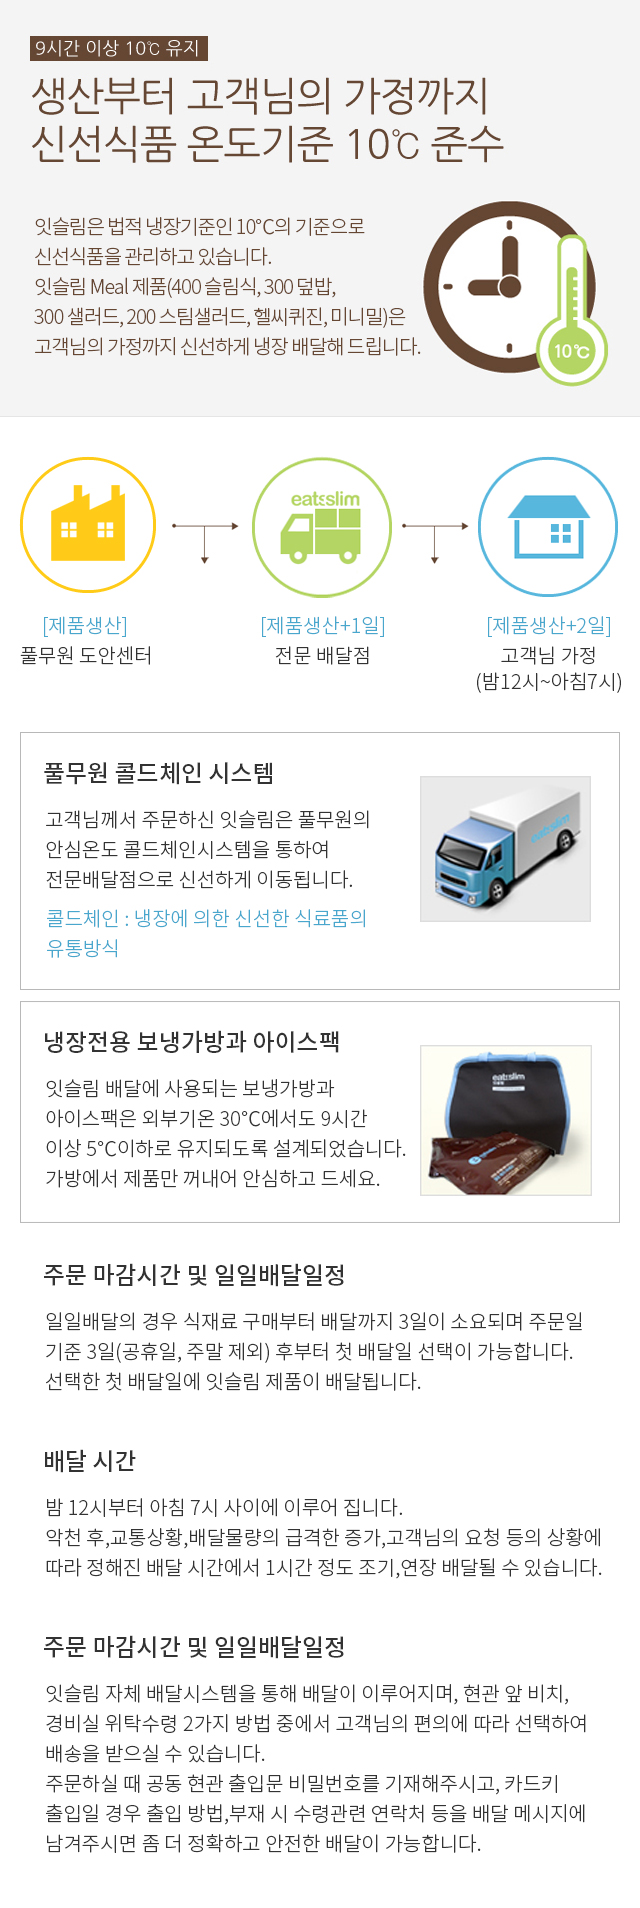 9시간 이상 10℃ 유지
생산부터 고객님의 가정까지
신선식품 온도기준 10℃ 준수
잇슬림은 법적 냉장기준인 10°C의 기준으로
신선식품을 관리하고 있습니다.
잇슬림 Meal 제품(400 슬림식, 300 덮밥,
300 샐러드, 200 스팀샐러드, 헬씨퀴진, 미니밀)은
고객님의 가정까지 신선하게 냉장 배달해 드립니다.
10℃
eatsslim
[제품생산]
풀무원 도안센터
[제품생산+1일]
전문 배달점
[제품생산+2일]
고객님 가정
(밤12시~아침7시)
풀무원 콜드체인 시스템
고객님께서 주문하신 잇슬림은 풀무원의
안심온도 콜드체인시스템을 통하여
전문배달점으로 신선하게 이동됩니다.
콜드체인 : 냉장에 의한 신선한 식료품의
유통방식
eatsslim
냉장전용 보냉가방과 아이스팩
잇슬림 배달에 사용되는 보냉가방과
아이스팩은 외부기온 30°C에서도 9시간
이상 5°C이하로 유지되도록 설계되었습니다.
가방에서 제품만 꺼내어 안심하고 드세요.
eatsslim
주문 마감시간 및 일일배달일정
일일배달의 경우 식재료 구매부터 배달까지 3일이 소요되며 주문일
기준 3일(공휴일, 주말 제외) 후부터 첫 배달일 선택이 가능합니다.
선택한 첫 배달일에 잇슬림 제품이 배달됩니다.
배달 시간
밤 12시부터 아침 7시 사이에 이루어 집니다.
악천 후,교통상황,배달물량의 급격한 증가,고객님의 요청 등의 상황에
따라 정해진 배달 시간에서 1시간 정도 조기,연장 배달될 수 있습니다.
주문 마감시간 및 일일배달일정
잇슬림 자체 배달시스템을 통해 배달이 이루어지며, 현관 앞 비치,
경비실 위탁수령 2가지 방법 중에서 고객님의 편의에 따라 선택하여
배송을 받으실 수 있습니다.
주문하실 때 공동 현관 출입문 비밀번호를 기재해주시고, 카드키
출입일 경우 출입 방법,부재 시 수령관련 연락처 등을 배달 메시지에
남겨주시면 좀 더 정확하고 안전한 배달이 가능합니다.